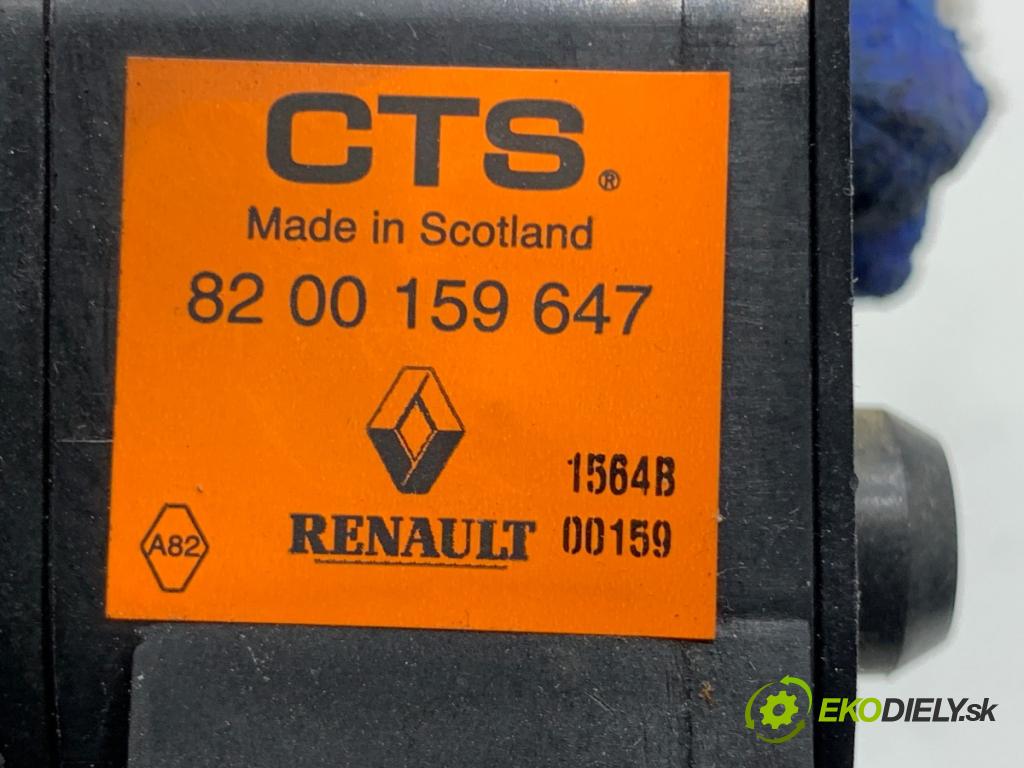 CTS®
Made in Scotland
82 00 159 647
1564B
A82
RENAULT 00159
EKODIELY.sk